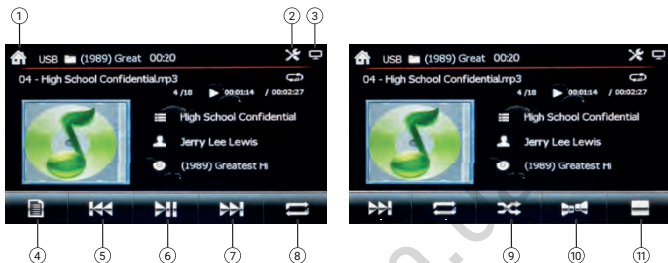 ① ② ③
USB (1989) Great 00:20
04 - High School Confidential.mp3
4 /18 00:01:14 / 00:02:27
High School Confidential
Jerry Lee Lewis
(1989) Greatest Hi
④ ⑤ ⑥ ⑦ ⑧
USB (1989) Great 00:20
04 - High School Confidential.mp3
4 /18 00:01:14 / 00:02:27
High School Confidential
Jerry Lee Lewis
(1989) Greatest Hi
⑨ ⑩ ⑪